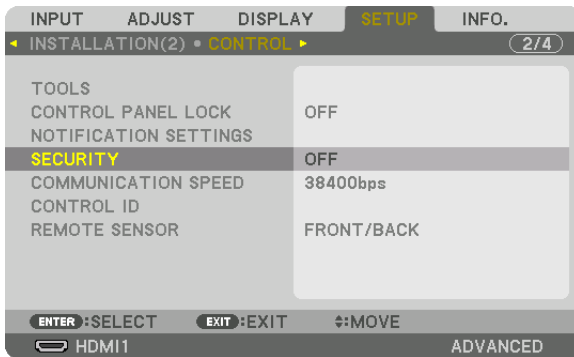 INPUT ADJUST DISPLAY SETUP INFO.
INSTALLATION(2) • CONTROL 2/4
TOOLS
CONTROL PANEL LOCK OFF
NOTIFICATION SETTINGS
SECURITY OFF
COMMUNICATION SPEED 38400bps
CONTROL ID
REMOTE SENSOR FRONT/BACK
ENTER :SELECT EXIT :EXIT :MOVE
HDMI1 ADVANCED